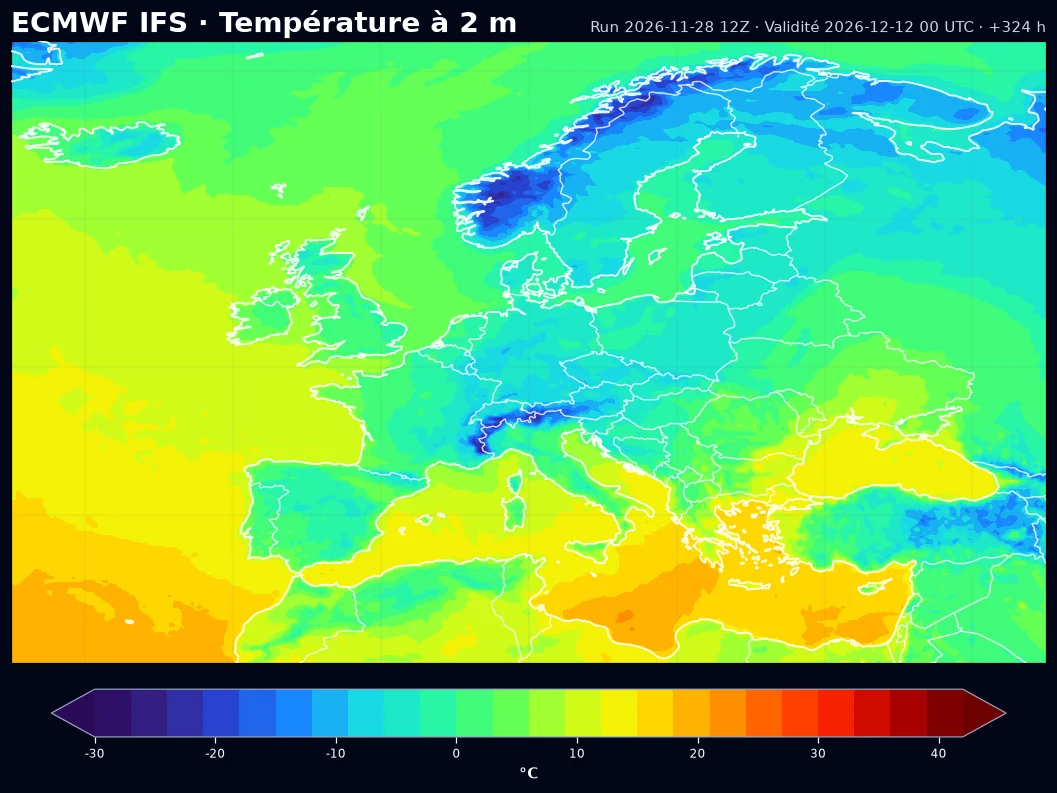 ECMWF IFS · Température à 2 m
Run 2026-11-28 12Z · Validité 2026-12-12 00 UTC · +324 h
-30 -20 -10 0 10 20 30 40
°C